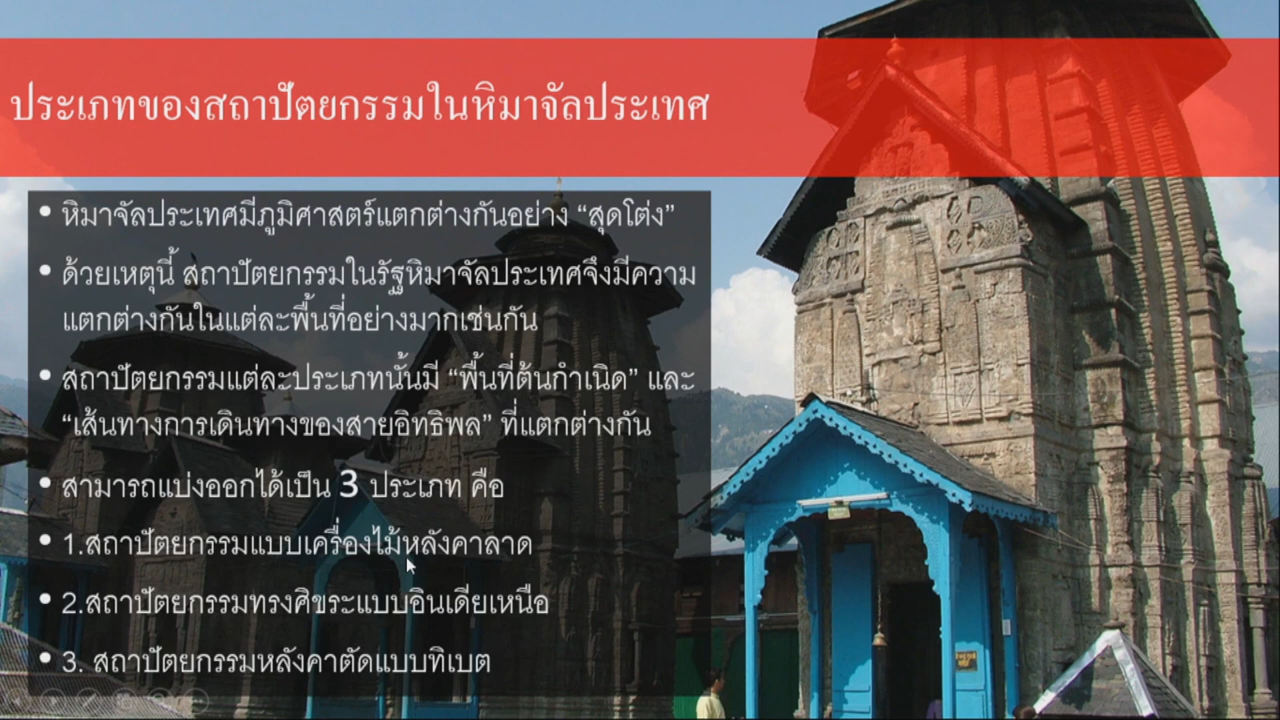 ประเภทของสถาปัตยกรรมในหิมาจัลประเทศ
• หิมาจัลประเทศมีภูมิศาสตร์แตกต่างกันอย่าง “สุดโต่ง”
• ด้วยเหตุนี้ สถาปัตยกรรมในรัฐหิมาจัลประเทศจึงมีความ
แตกต่างกันในแต่ละพื้นที่อย่างมากเช่นกัน
• สถาปัตยกรรมแต่ละประเภทนั้นมี “พื้นที่ต้นกำเนิด” และ
“เส้นทางการเดินทางของสายอิทธิพล” ที่แตกต่างกัน
• สามารถแบ่งออกได้เป็น 3 ประเภท คือ
• 1.สถาปัตยกรรมแบบเครื่องไม้หลังคาลาด
• 2.สถาปัตยกรรมทรงศิขระแบบอินเดียเหนือ
• 3. สถาปัตยกรรมหลังคาตัดแบบทิเบต